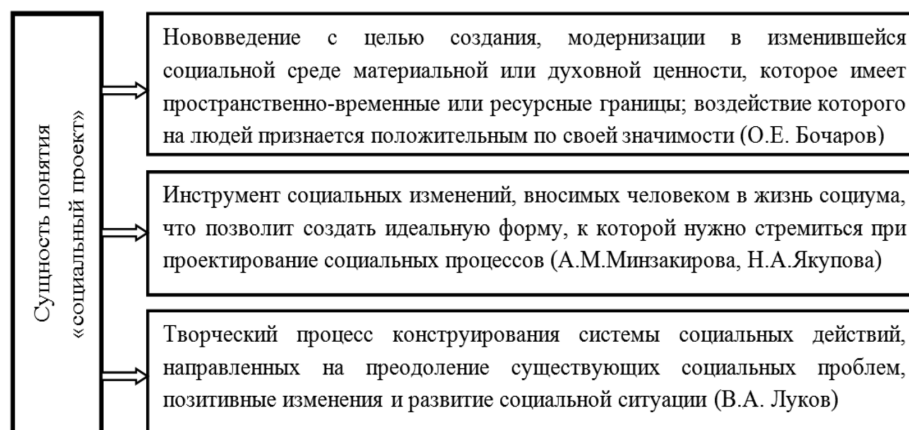 Сущность понятия
«социальный проект»
Нововведение с целью создания, модернизации в изменившейся
социальной среде материальной или духовной ценности, которое имеет
пространственно-временные или ресурсные границы; воздействие которого
на людей признается положительным по своей значимости (О.Е. Бочаров)
Инструмент социальных изменений, вносимых человеком в жизнь социума,
что позволит создать идеальную форму, к которой нужно стремиться при
проектирование социальных процессов (А.М.Минзакирова, Н.А.Якупова)
Творческий процесс конструирования системы социальных действий,
направленных на преодоление существующих социальных проблем,
позитивные изменения и развитие социальной ситуации (В.А. Луков)